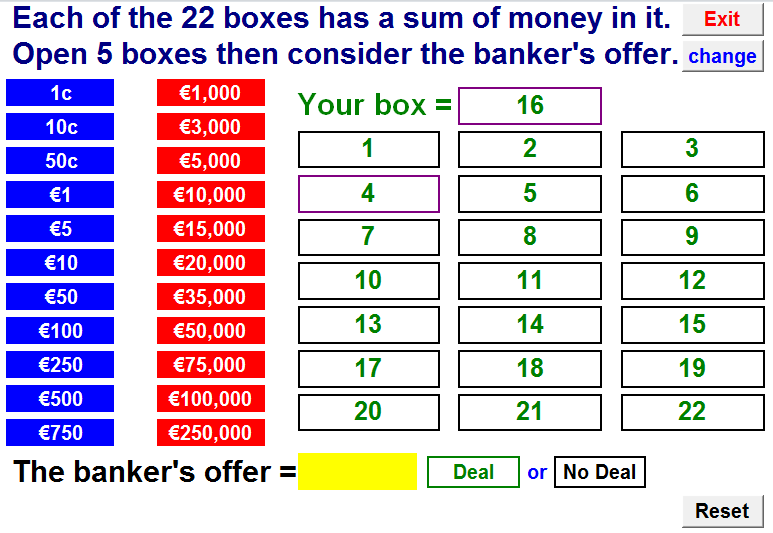 Each of the 22 boxes has a sum of money in it. Exit
Open 5 boxes then consider the banker's offer. change
1c €1,000 Your box = 16
10c €3,000
50c €5,000 1 2 3
€1 €10,000 4 5 6
€5 €15,000 7 8 9
€10 €20,000 10 11 12
€50 €35,000
€100 €50,000 13 14 15
€250 €75,000 17 18 19
€500 €100,000 20 21 22
€750 €250,000
The banker's offer = Deal or No Deal
Reset